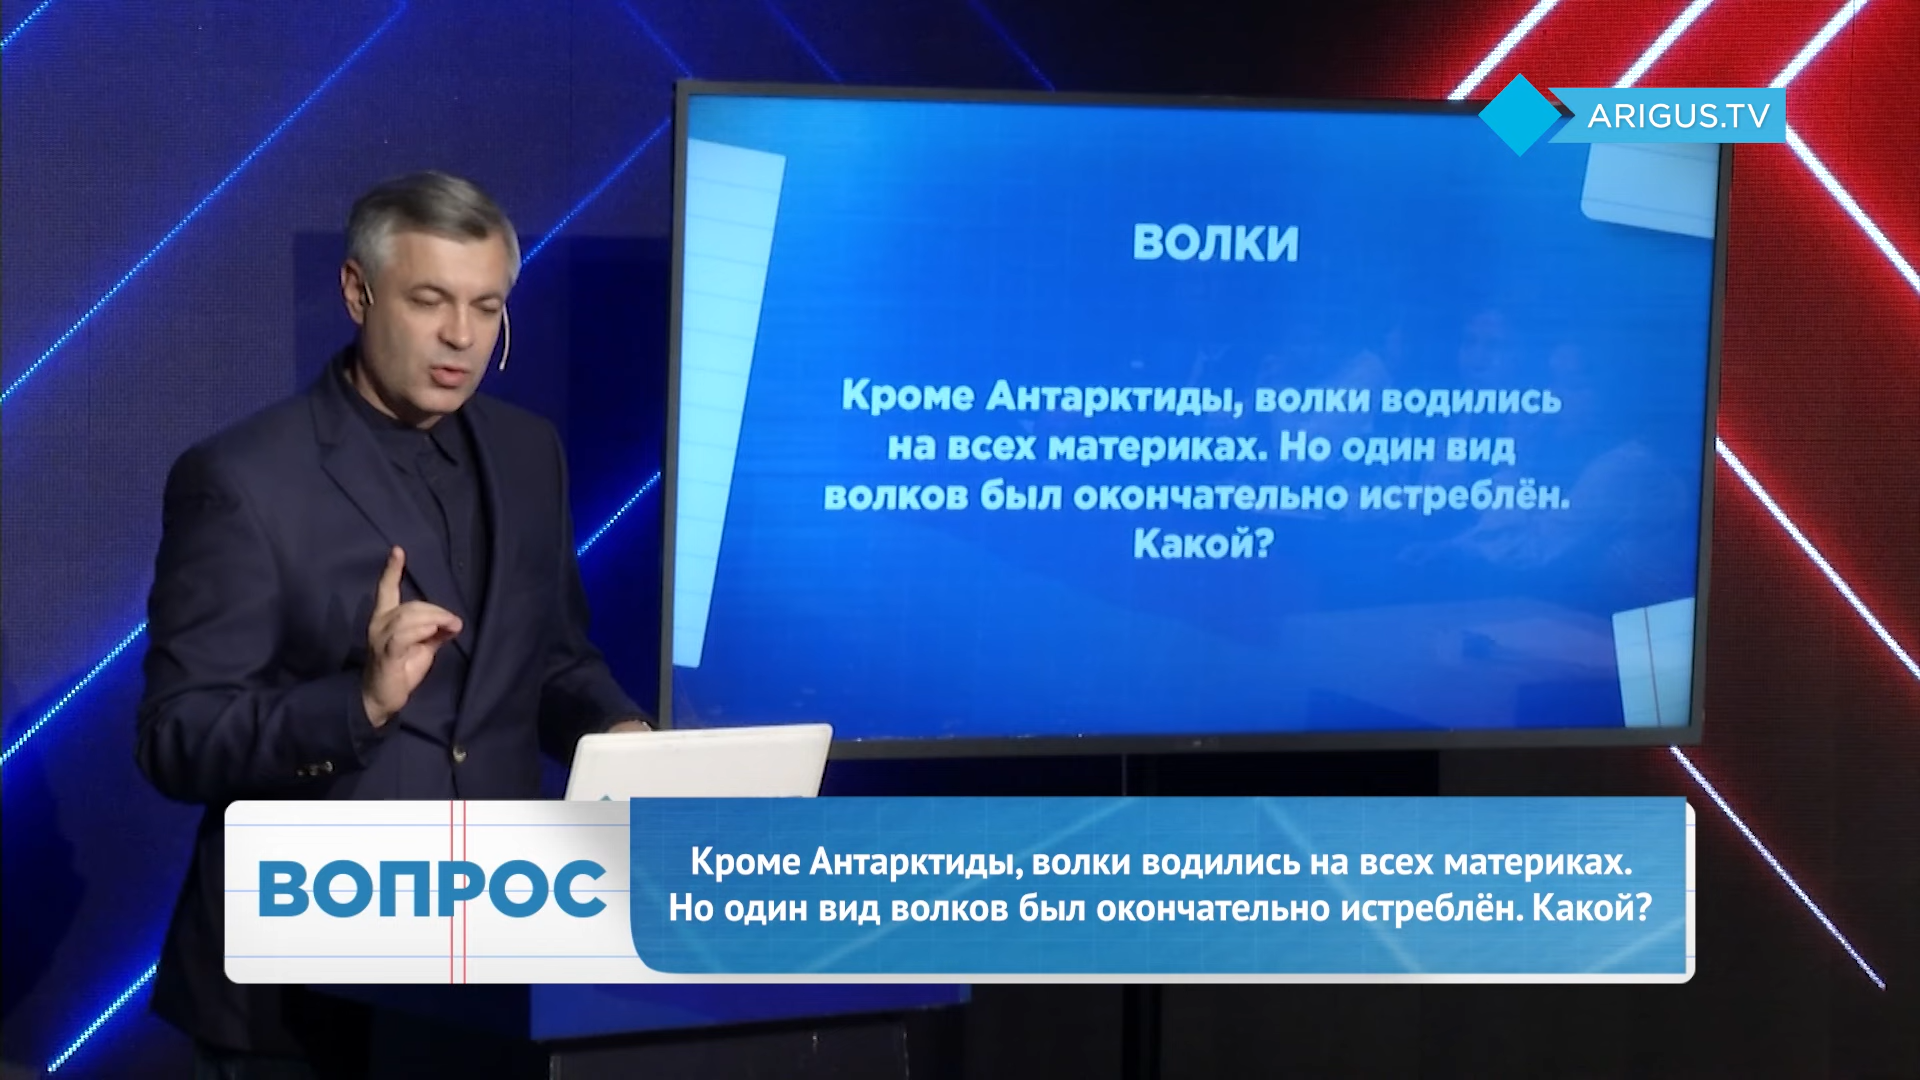 ARIGUS.TV
ВОЛКИ
Кроме Антарктиды, волки водились
на всех материках. Но один вид
волков был окончательно истреблён.
Какой?
ВОПРОС
Кроме Антарктиды, волки водились на всех материках.
Но один вид волков был окончательно истреблён. Какой?